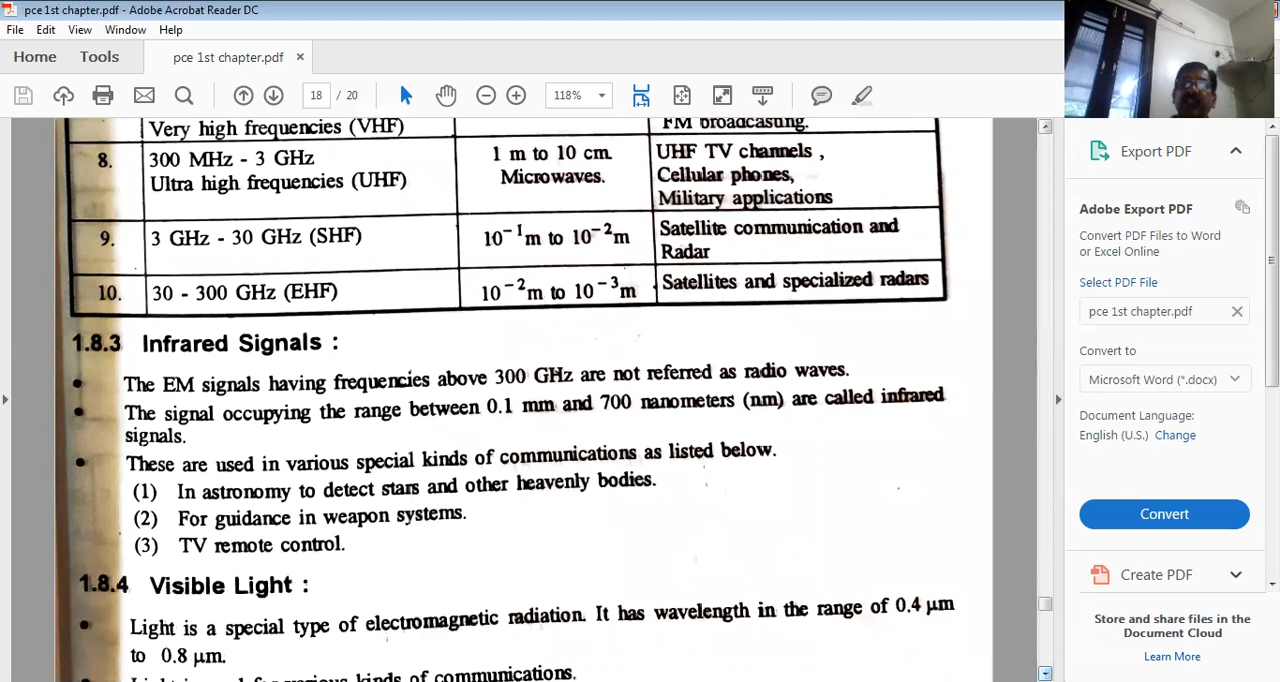 pce 1st chapter.pdf - Adobe Acrobat Reader DC
File Edit View Window Help
Home Tools pce 1st chapter.pdf ×
18 / 20 118%
Very high frequencies (VHF) FM broadcasting.
8. 300 MHz - 3 GHz 1 m to 10 cm. UHF TV channels ,
Ultra high frequencies (UHF) Microwaves. Cellular phones,
Military applications
9. 3 GHz - 30 GHz (SHF) 10⁻¹m to 10⁻²m Satellite communication and
Radar
10. 30 - 300 GHz (EHF) 10⁻²m to 10⁻³m Satellites and specialized radars
1.8.3 Infrared Signals :
• The EM signals having frequencies above 300 GHz are not referred as radio waves.
• The signal occupying the range between 0.1 mm and 700 nanometers (nm) are called infrared
signals.
• These are used in various special kinds of communications as listed below.
(1) In astronomy to detect stars and other heavenly bodies.
(2) For guidance in weapon systems.
(3) TV remote control.
1.8.4 Visible Light :
• Light is a special type of electromagnetic radiation. It has wavelength in the range of 0.4 μm
to 0.8 μm.
• Light is used for various kinds of communications.
Export PDF
Adobe Export PDF
Convert PDF Files to Word
or Excel Online
Select PDF File
pce 1st chapter.pdf ×
Convert to
Microsoft Word (*.docx)
Document Language:
English (U.S.) Change
Convert
Create PDF
Store and share files in the
Document Cloud
Learn More